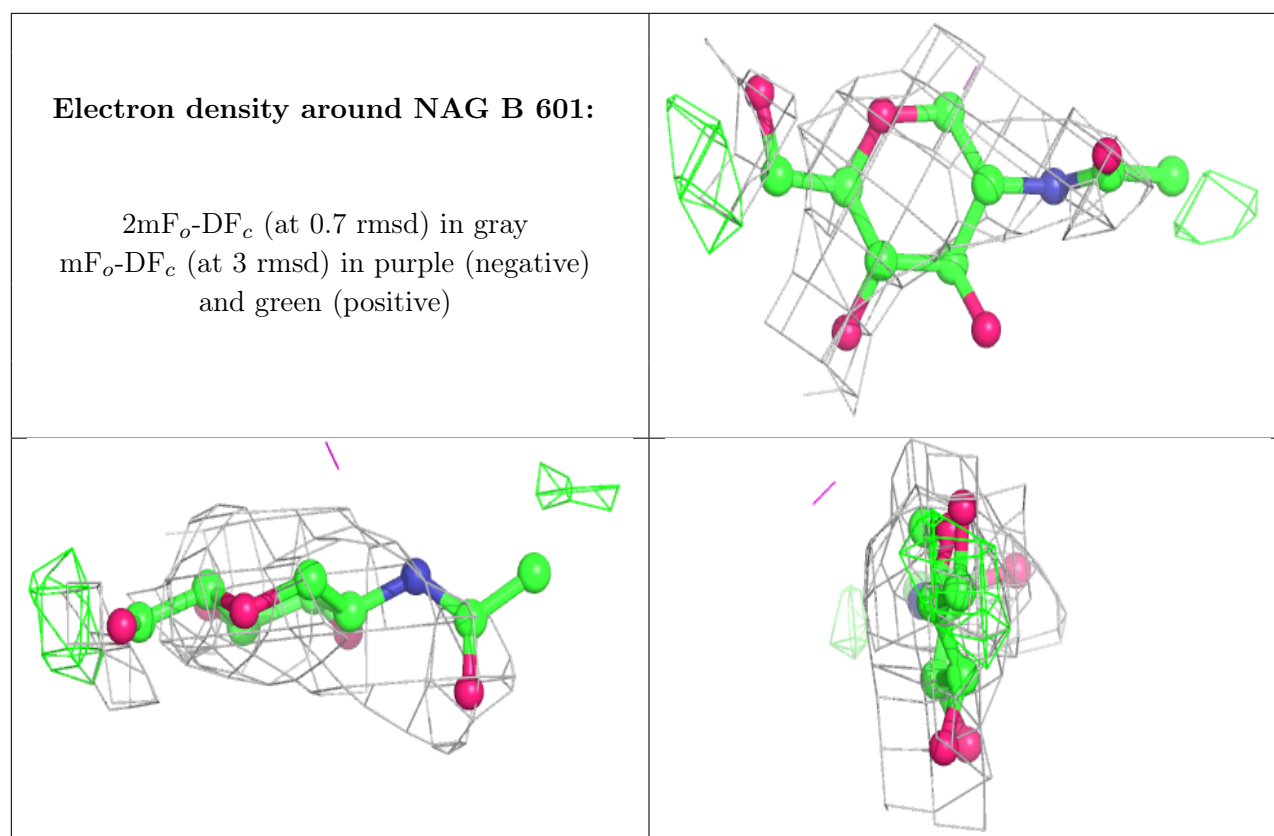 Electron density around NAG B 601:
2mFₒ-DF𝒸 (at 0.7 rmsd) in gray
mFₒ-DF𝒸 (at 3 rmsd) in purple (negative)
and green (positive)